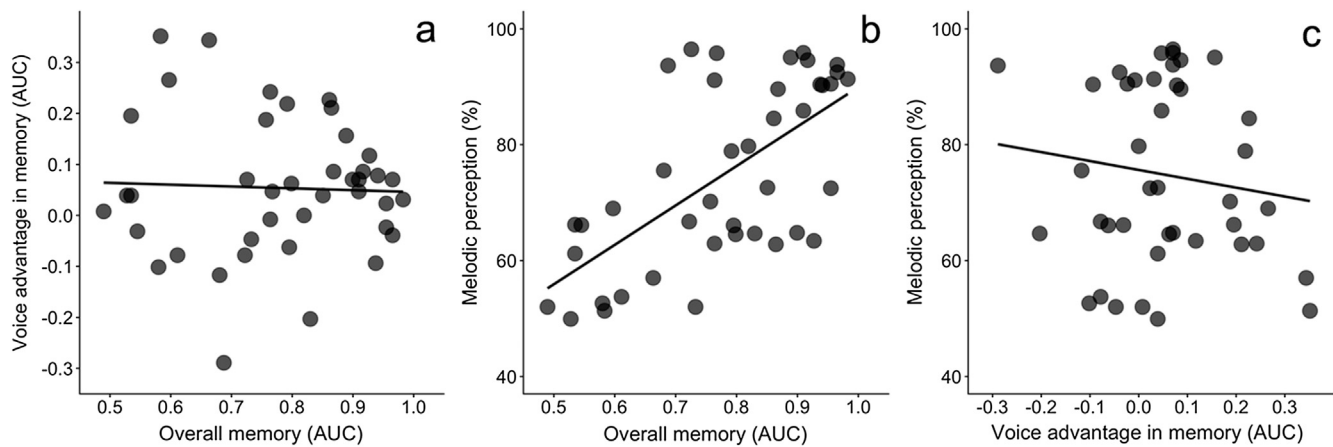 a
Voice advantage in memory (AUC)
0.3
0.2
0.1
0.0
-0.1
-0.2
-0.3
0.5 0.6 0.7 0.8 0.9 1.0
Overall memory (AUC)
b
Melodic perception (%)
100
80
60
40
0.5 0.6 0.7 0.8 0.9 1.0
Overall memory (AUC)
c
Melodic perception (%)
100
80
60
40
-0.3 -0.2 -0.1 0.0 0.1 0.2 0.3
Voice advantage in memory (AUC)